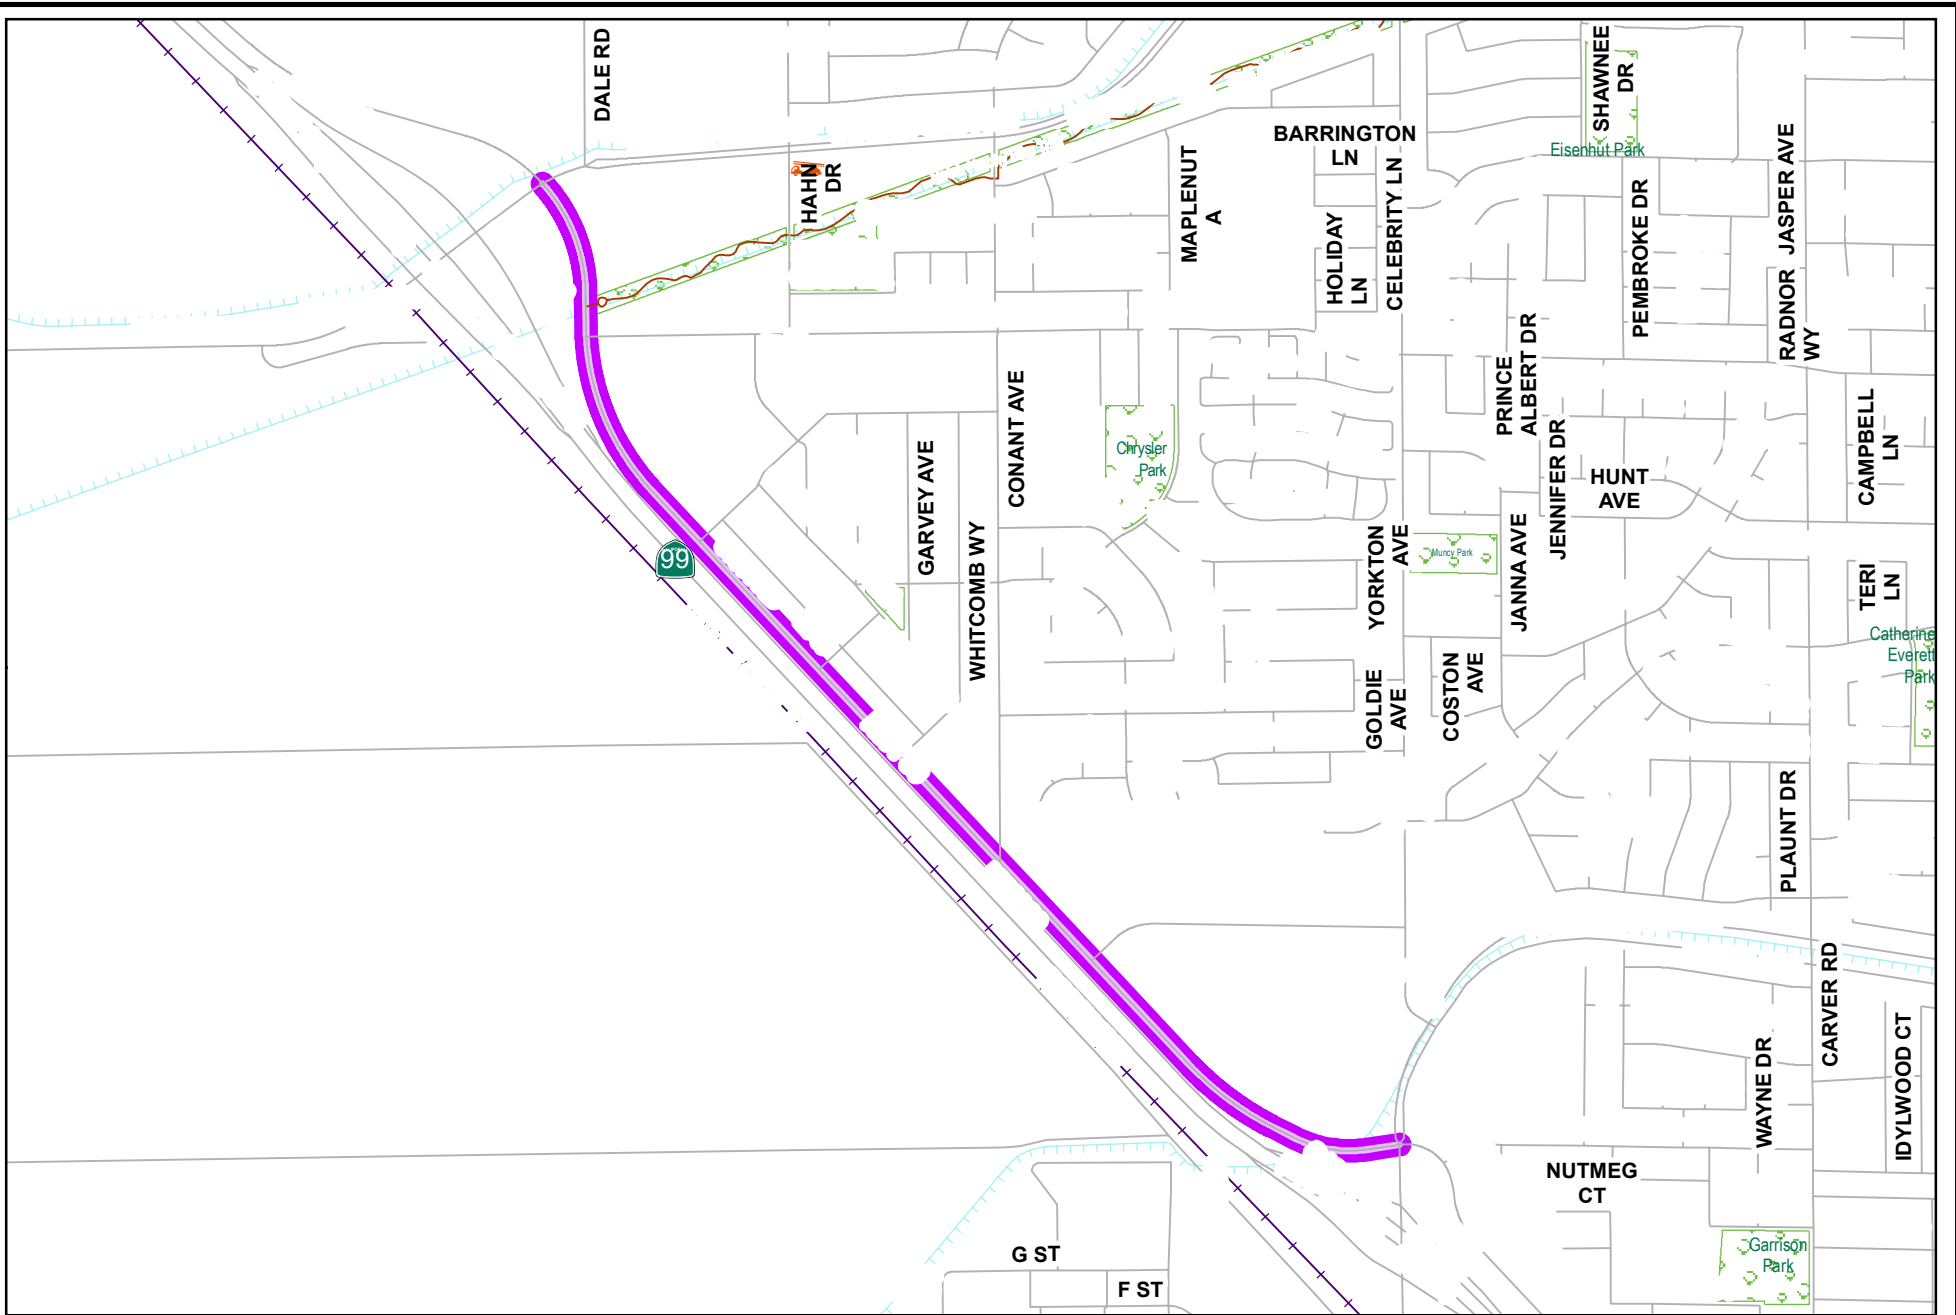 DALE RD
SHAWNEE
DR
BARRINGTON
LN
Eisenhut Park
HAHN
DR
MAPLENUT
A
JASPER AVE
CELEBRITY LN
PEMBROKE DR
HOLIDAY
LN
RADNOR
WY
PRINCE
ALBERT DR
CONANT AVE
Chrysler
Park
CAMPBELL
LN
JENNIFER DR
HUNT
AVE
GARVEY AVE
99
YORKTON
AVE
Muncy Park
JANNA AVE
WHITCOMB WY
TERI
LN
Catherine
Everett
Park
GOLDIE
AVE
COSTON
AVE
PLAUNT DR
CARVER RD
WAYNE DR
IDYLWOOD CT
NUTMEG
CT
G ST
F ST
Garrison
Park